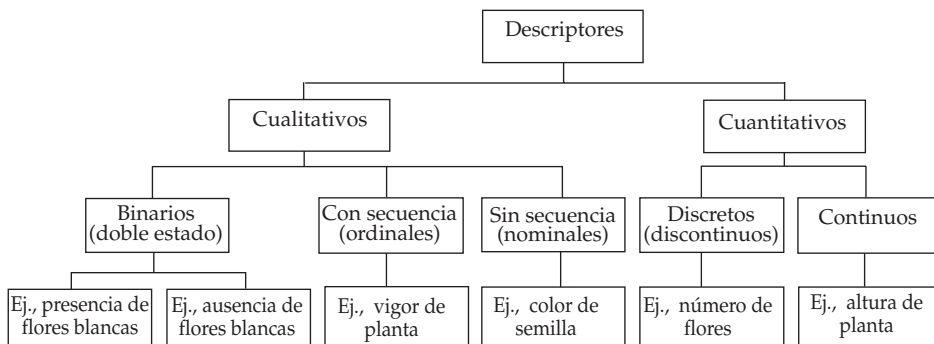 Descriptores
Cualitativos
Cuantitativos
Binarios
(doble estado)
Con secuencia
(ordinales)
Sin secuencia
(nominales)
Discretos
(discontinuos)
Continuos
Ej., presencia de
flores blancas
Ej., ausencia de
flores blancas
Ej., vigor de
planta
Ej., color de
semilla
Ej., número de
flores
Ej., altura de
planta